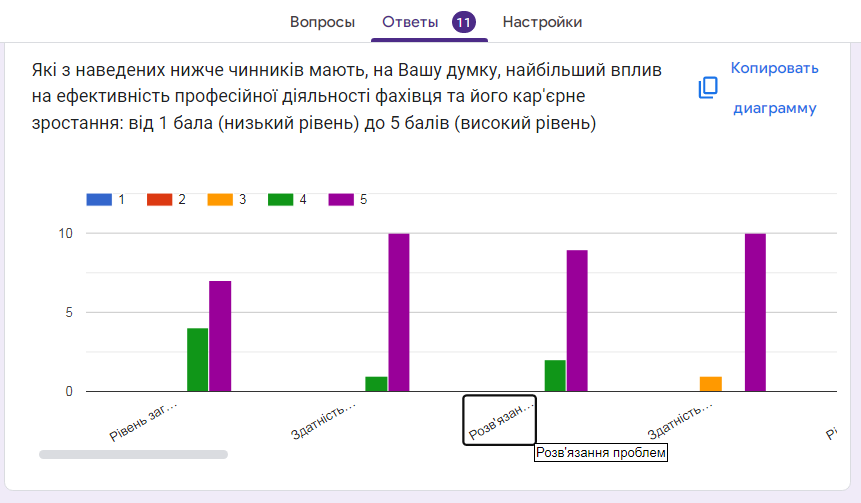 Вопросы Ответы 11 Настройки
Які з наведених нижче чинників мають, на Вашу думку, найбільший вплив
на ефективність професійної діяльності фахівця та його кар'єрне
зростання: від 1 бала (низький рівень) до 5 балів (високий рівень)
Копировать
диаграмму
1 2 3 4 5
10
5
0
Рівень заг...
Здатність...
Розв'язан...
Здатність...
Рі
Розв'язання проблем